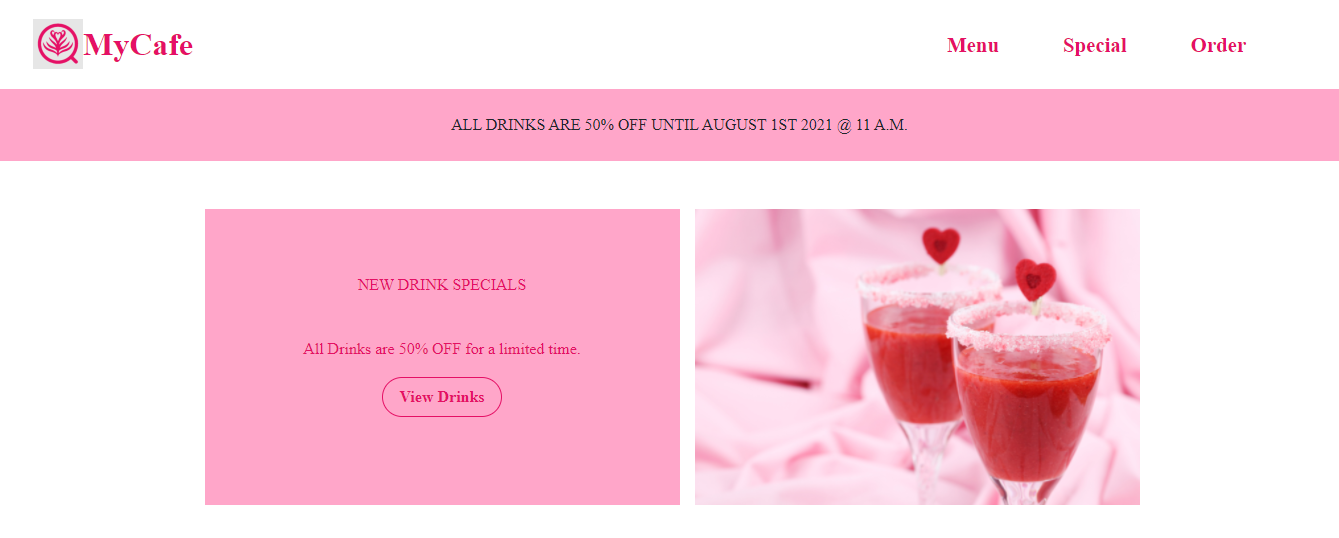 MyCafe
Menu Special Order
ALL DRINKS ARE 50% OFF UNTIL AUGUST 1ST 2021 @ 11 A.M.
NEW DRINK SPECIALS
All Drinks are 50% OFF for a limited time.
View Drinks